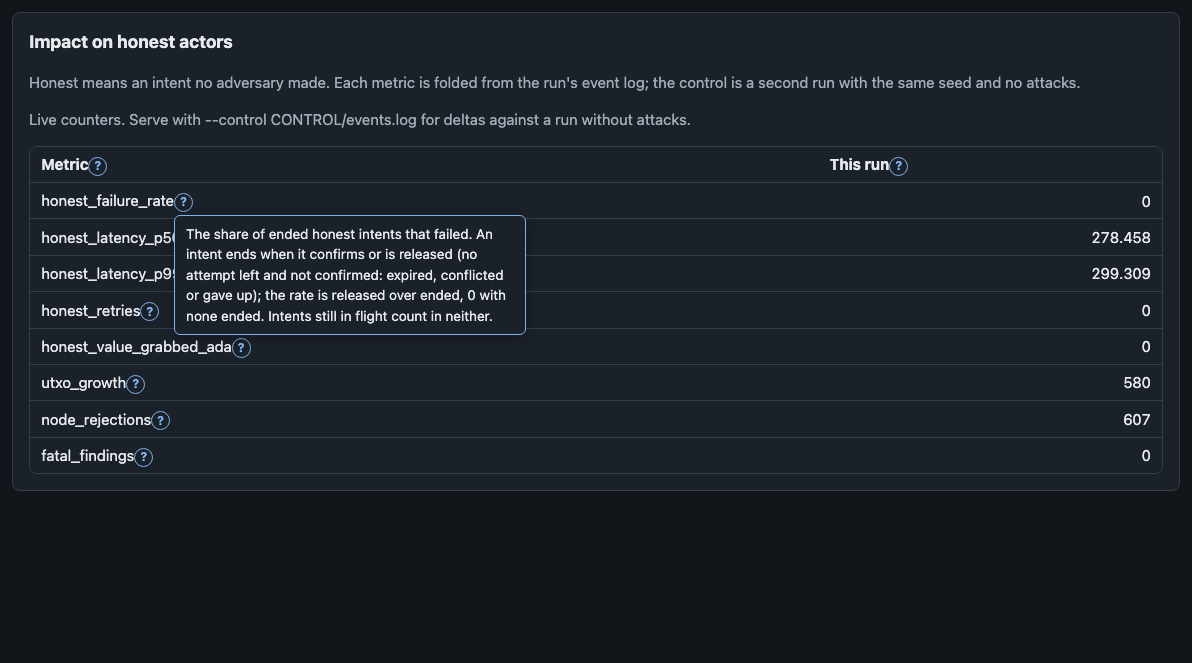 Impact on honest actors
Honest means an intent no adversary made. Each metric is folded from the run's event log; the control is a second run with the same seed and no attacks.
Live counters. Serve with --control CONTROL/events.log for deltas against a run without attacks.
Metric ? This run ?
honest_failure_rate ? 0
The share of ended honest intents that failed. An
intent ends when it confirms or is released (no
attempt left and not confirmed: expired, conflicted
or gave up); the rate is released over ended, 0 with
none ended. Intents still in flight count in neither.
honest_latency_p5 278.458
honest_latency_p9 299.309
honest_retries ? 0
honest_value_grabbed_ada ? 0
utxo_growth ? 580
node_rejections ? 607
fatal_findings ? 0